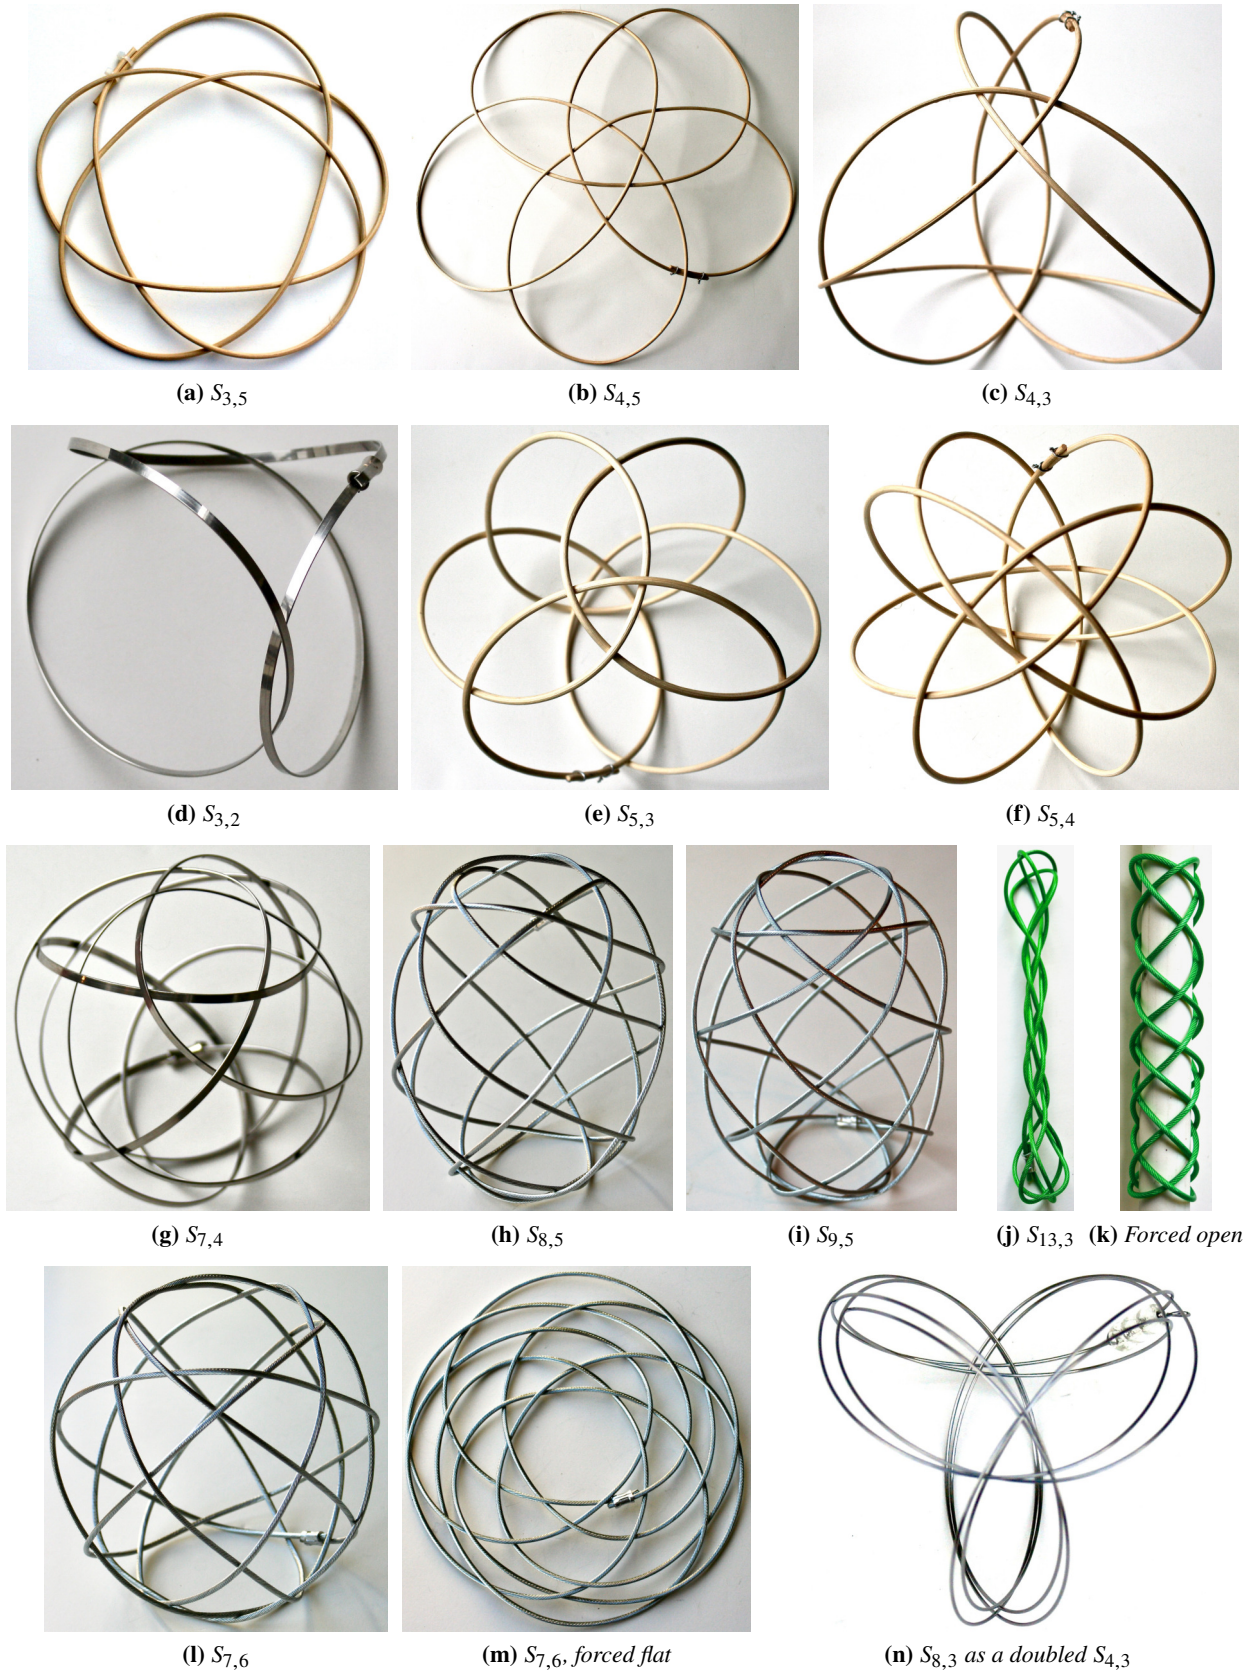 (a) S3,5
(b) S4,5
(c) S4,3
(d) S3,2
(e) S5,3
(f) S5,4
(g) S7,4
(h) S8,5
(i) S9,5
(j) S13,3
(k) Forced open
(l) S7,6
(m) S7,6, forced flat
(n) S8,3 as a doubled S4,3